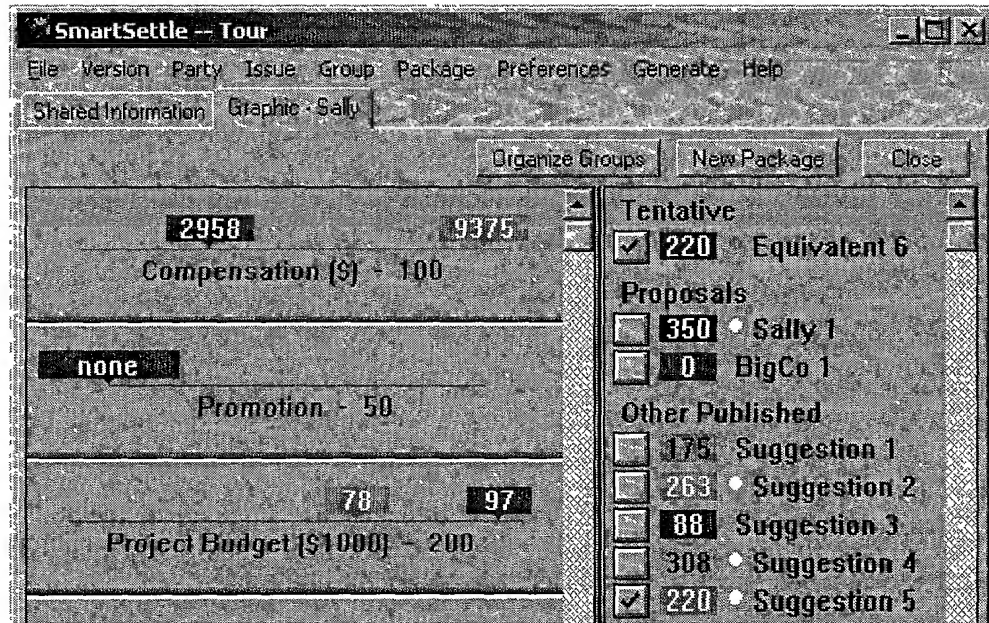 SmartSettle -- Tour
File Version Party Issue Group Package Preferences Generate Help
Shared Information Graphic - Sally
Organize Groups New Package Close
2958 9375
Compensation ($) - 100
none
Promotion - 50
78 97
Project Budget ($1000) - 200
Tentative
220 Equivalent 6
Proposals
350 Sally 1
0 BigCo 1
Other Published
175 Suggestion 1
263 Suggestion 2
88 Suggestion 3
308 Suggestion 4
220 Suggestion 5